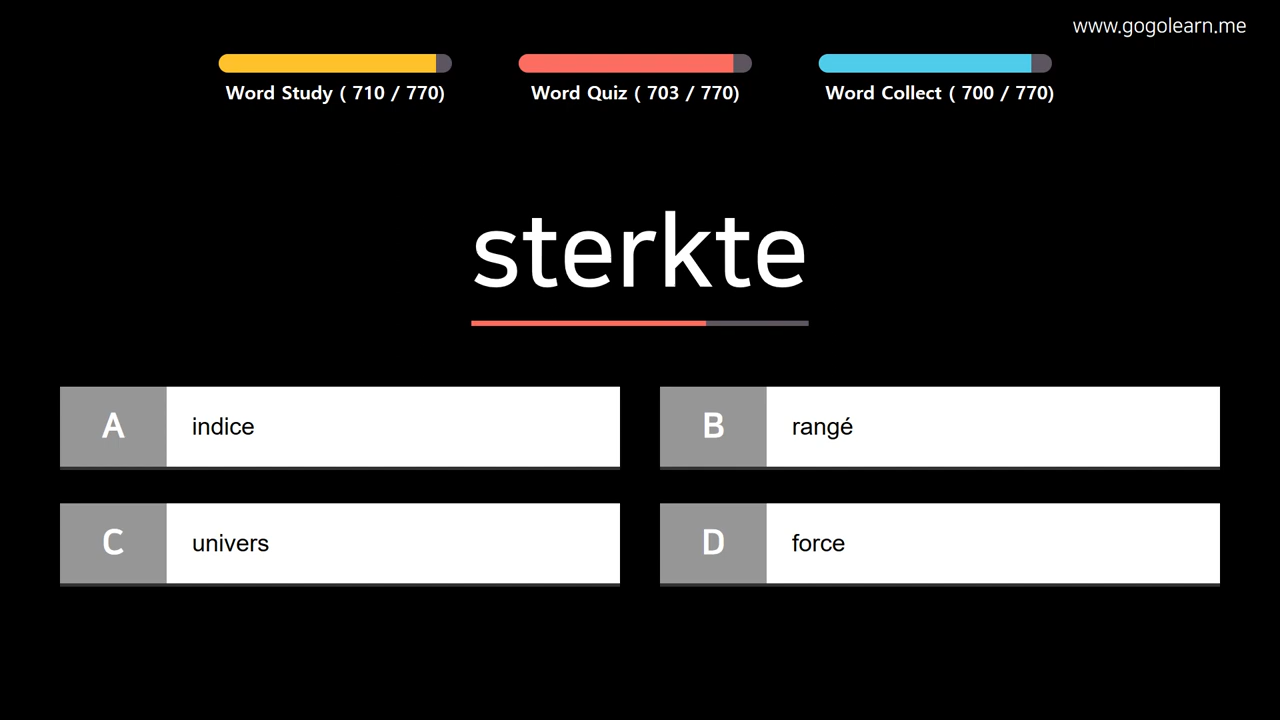 www.gogolearn.me
Word Study ( 710 / 770)
Word Quiz ( 703 / 770)
Word Collect ( 700 / 770)
sterkte
A indice
B rangé
C univers
D force